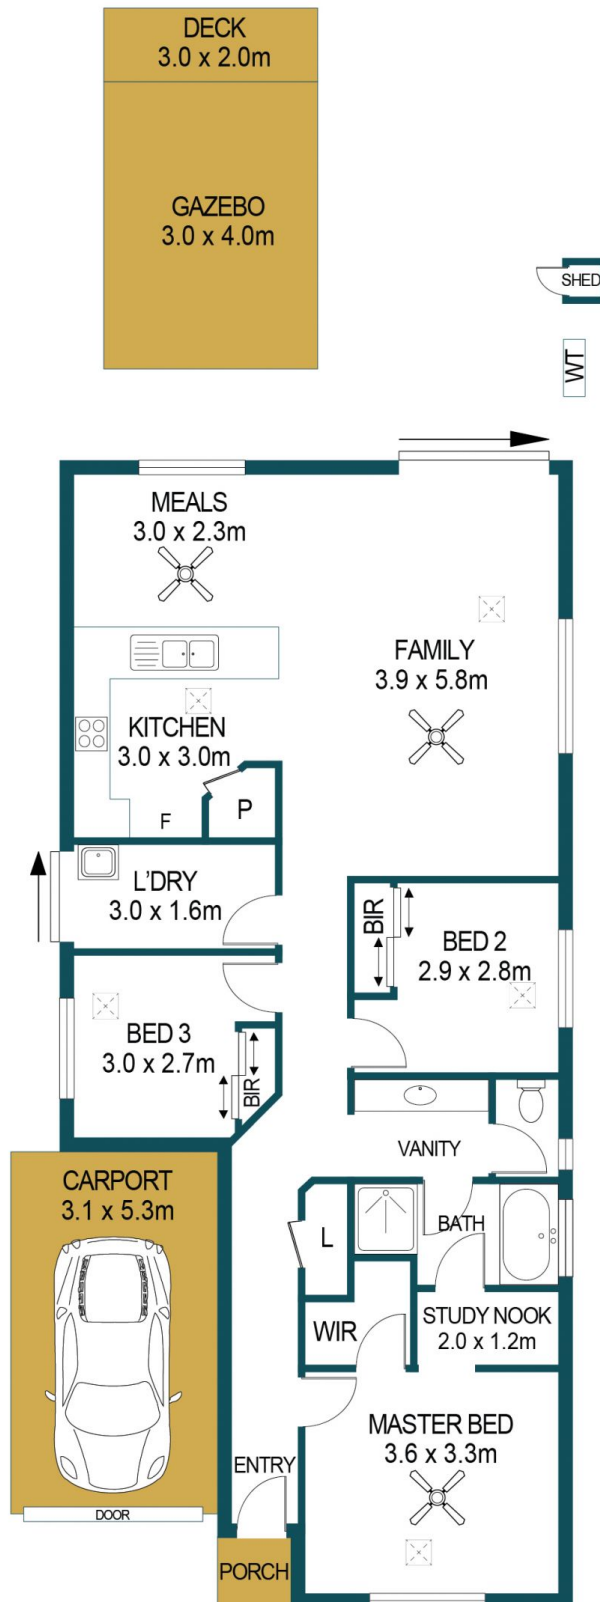 DECK
3.0 x 2.0m
GAZEBO
3.0 x 4.0m
SHED
WT
MEALS
3.0 x 2.3m
FAMILY
3.9 x 5.8m
KITCHEN
3.0 x 3.0m
P
F
L'DRY
3.0 x 1.6m
BIR
BED 2
2.9 x 2.8m
BED 3
3.0 x 2.7m
BIR
VANITY
CARPORT
3.1 x 5.3m
L
BATH
WIR
STUDY NOOK
2.0 x 1.2m
MASTER BED
3.6 x 3.3m
ENTRY
DOOR
PORCH